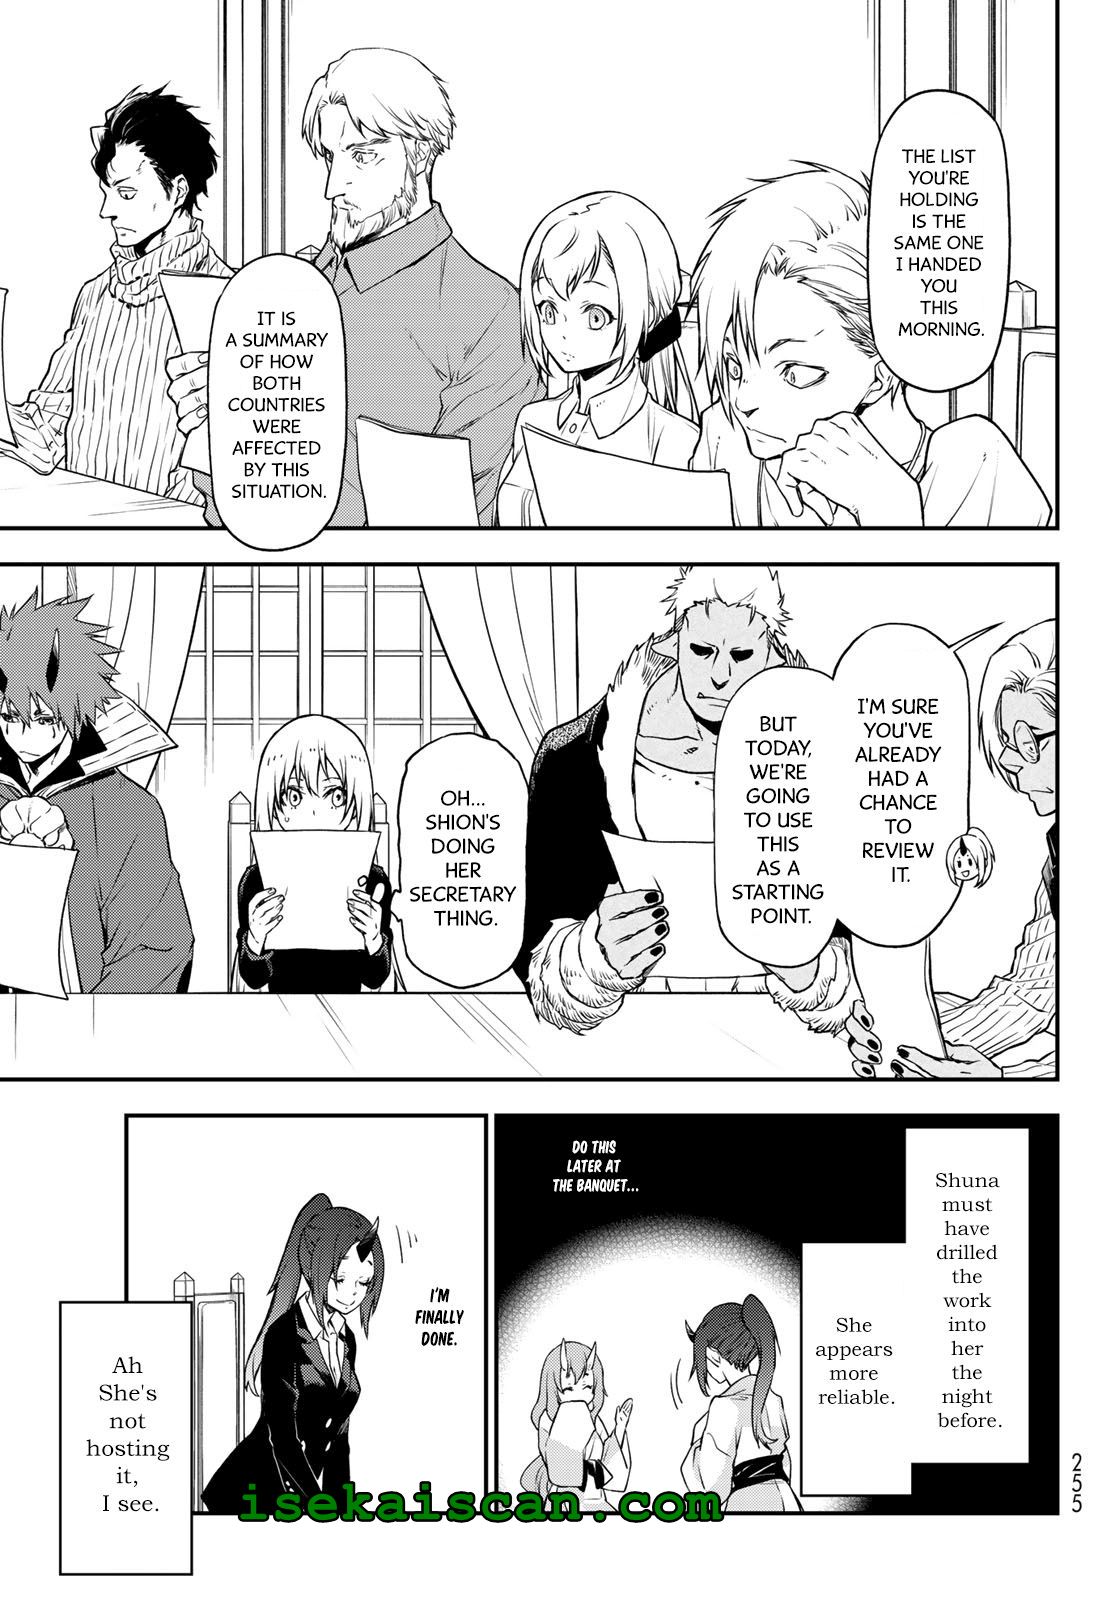 THE LIST
YOU'RE
HOLDING
IS THE
SAME ONE
I HANDED
YOU
THIS
MORNING.
IT IS
A SUMMARY
OF HOW
BOTH
COUNTRIES
WERE
AFFECTED
BY THIS
SITUATION.
I'M SURE
YOU'VE
ALREADY
HAD A
CHANCE
TO
REVIEW
IT.
BUT
TODAY,
WE'RE
GOING
TO USE
THIS
AS A
STARTING
POINT.
OH...
SHION'S
DOING
HER
SECRETARY
THING.
Shuna
must
have
drilled
the
work
into
her
the
night
before.
She
appears
more
reliable.
DO THIS
LATER AT
THE BANQUET...
I'M
FINALLY
DONE.
Ah
She's
not
hosting
it,
I see.
isekaiscan.com
255